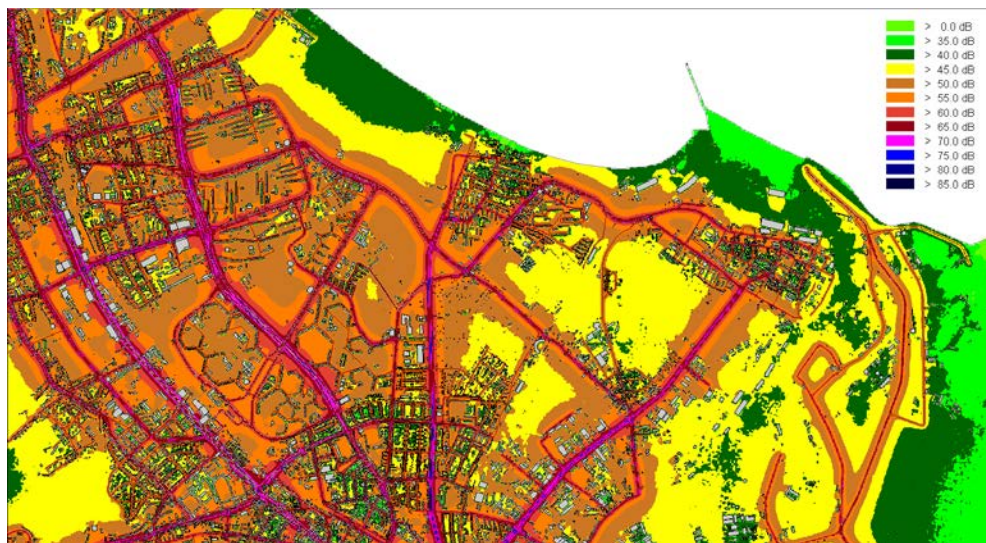 > 0.0 dB
> 35.0 dB
> 40.0 dB
> 45.0 dB
> 50.0 dB
> 55.0 dB
> 60.0 dB
> 65.0 dB
> 70.0 dB
> 75.0 dB
> 80.0 dB
> 85.0 dB